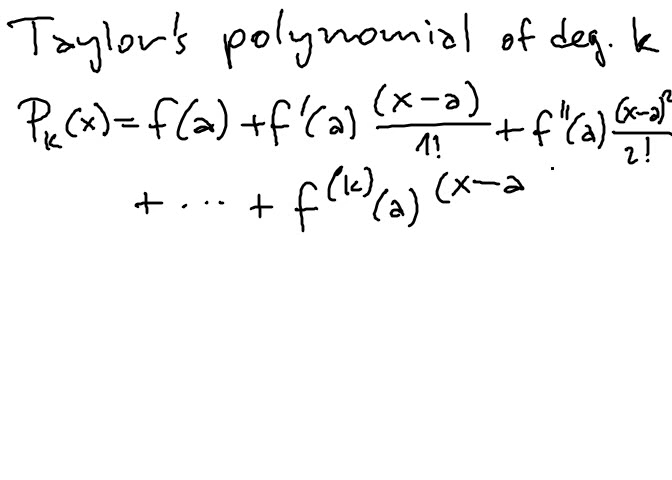 Taylor's polynomial of deg. k
P_k(x) = f(a) + f'(a) (x-a)/1! + f''(a) (x-a)²/2!
+ ... + f^(k)(a) (x-a